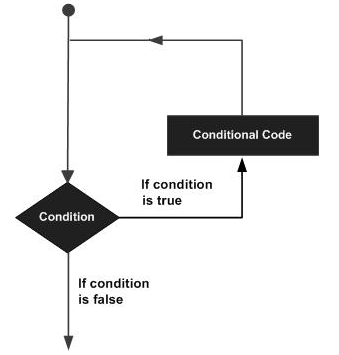 Conditional Code
If condition
is true
Condition
If condition
is false